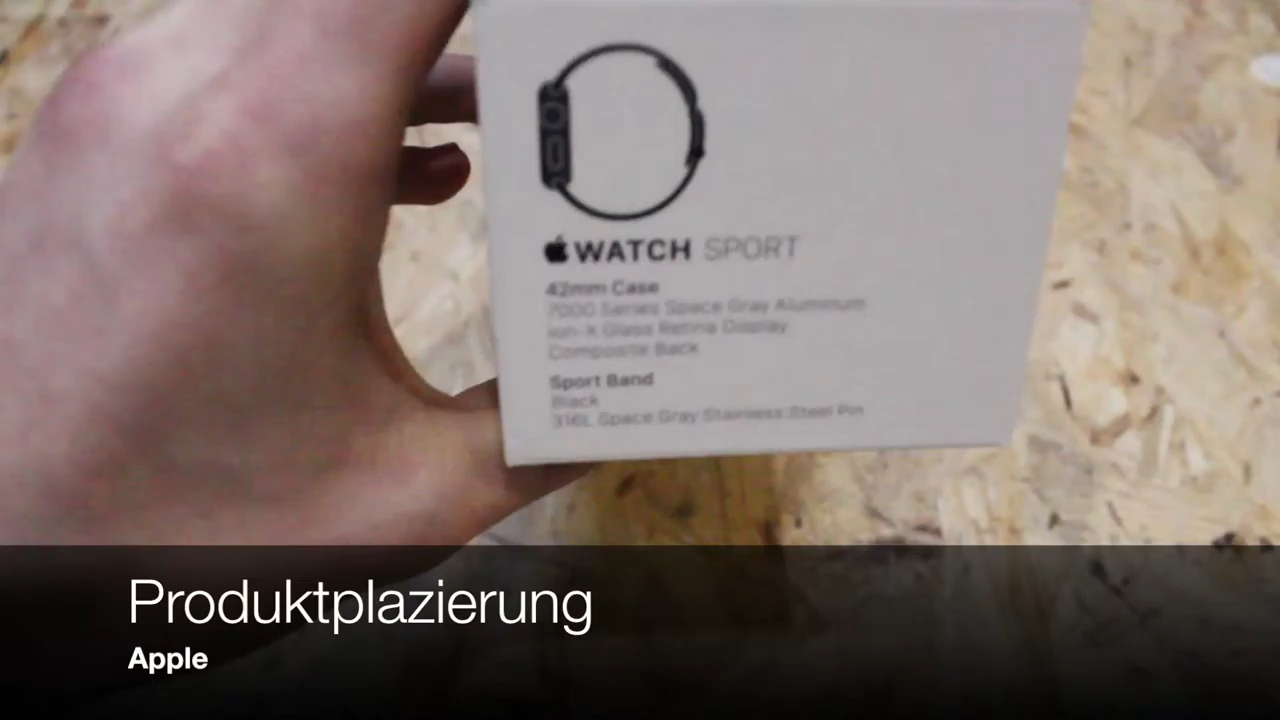 WATCH SPORT
42mm Case
7000 Series Space Gray Aluminum
Ion-X Glass Retina Display
Composite Back
Sport Band
Black
316L Space Gray Stainless Steel Pin
Produktplazierung
Apple